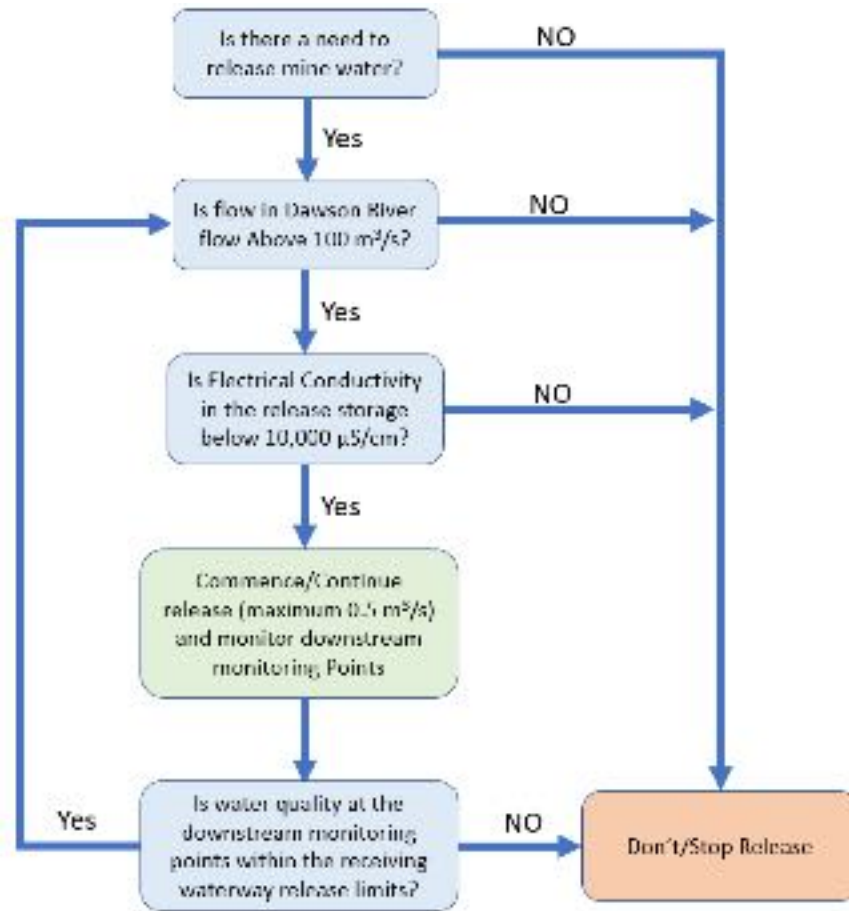 Is there a need to
release mine water?
NO
Yes
Is flow in Dawson River
flow Above 100 m³/s?
NO
Yes
Is Electrical Conductivity
in the release storage
below 10,000 µS/cm?
NO
Yes
Commence/Continue
release (maximum 0.5 m³/s)
and monitor downstream
monitoring Points
Is water quality at the
downstream monitoring
points within the receiving
waterway release limits?
Yes
NO
Don't/Stop Release